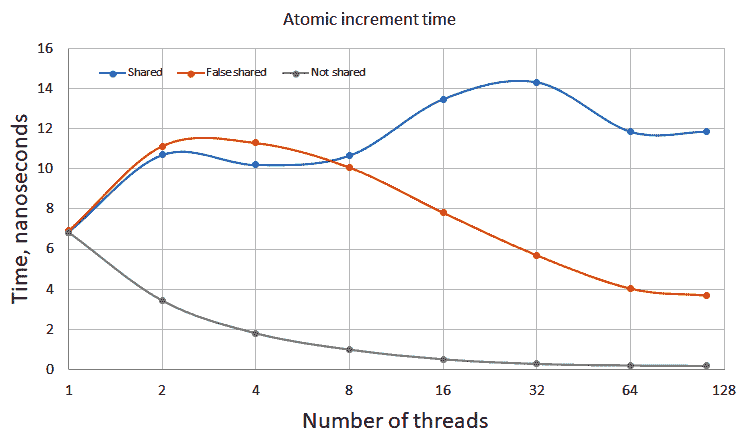 Atomic increment time
16
Shared False shared Not shared
14
12
10
8
6
4
2
0
Time, nanoseconds
1 2 4 8 16 32 64 128
Number of threads